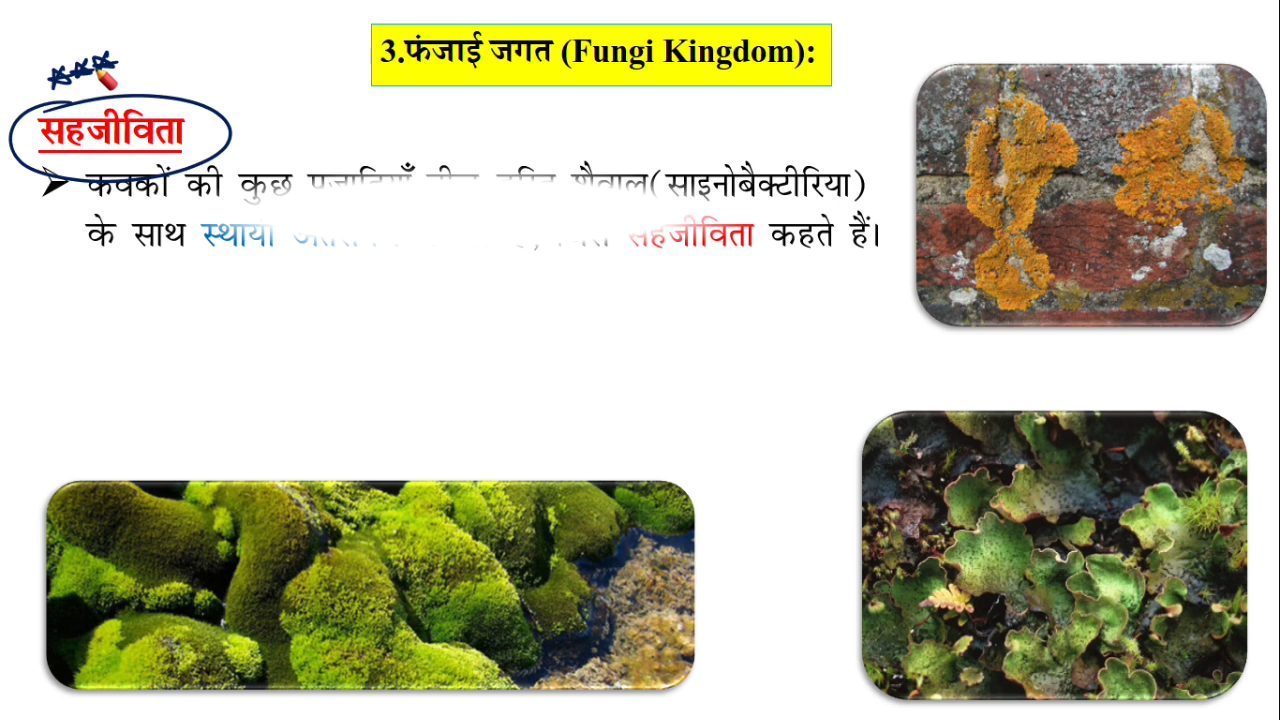 3.फंजाई जगत (Fungi Kingdom):
सहजीविता
➤ कवकों की कुछ शैवाल(साइनोबैक्टीरिया)
के साथ स्थायी सहजीविता कहते हैं।